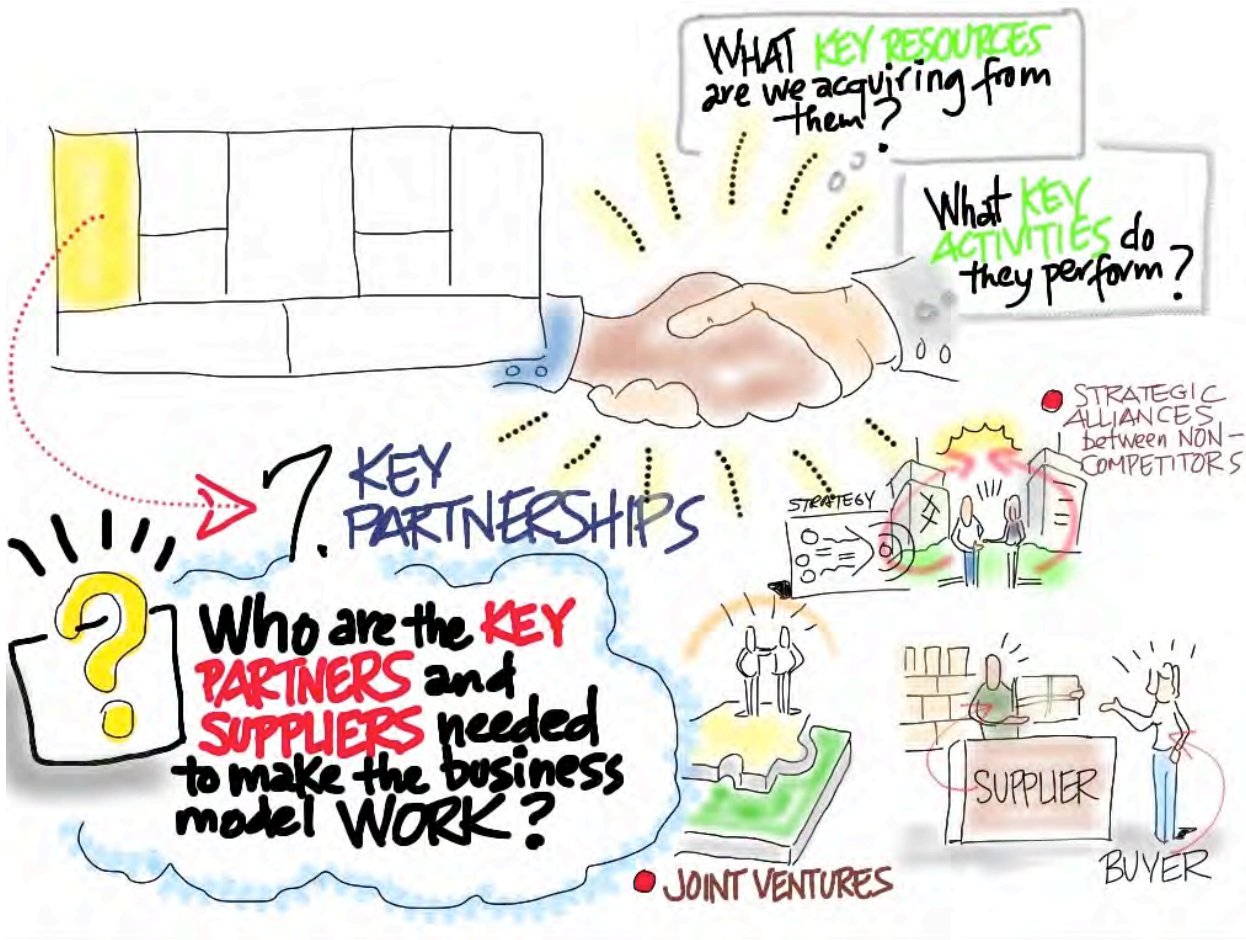 WHAT KEY RESOURCES
are we acquiring from
them?
What KEY
ACTIVITIES do
they perform?
STRATEGIC
ALLIANCES
between NON-
COMPETITORS
7. KEY
PARTNERSHIPS
STRATEGY
?
Who are the KEY
PARTNERS and
SUPPLIERS needed
to make the business
model WORK?
SUPPLIER
BUYER
JOINT VENTURES